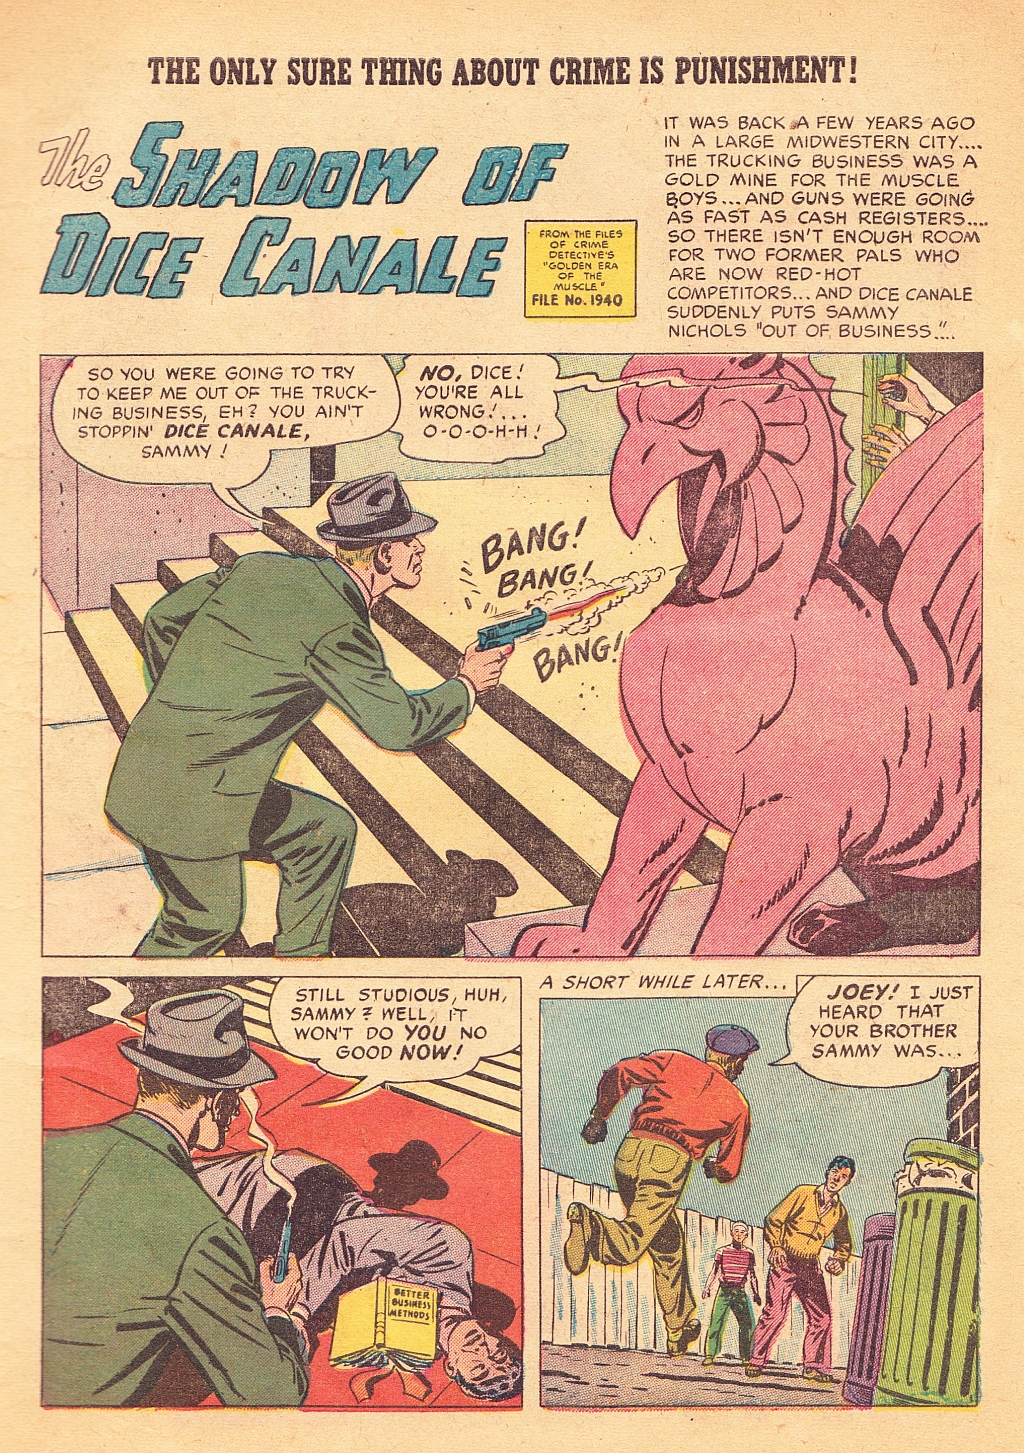 THE ONLY SURE THING ABOUT CRIME IS PUNISHMENT!
The SHADOW OF
DICE CANALE
FROM THE FILES
OF CRIME
DETECTIVE'S
"GOLDEN ERA
OF THE
MUSCLE"
FILE No. 1940
IT WAS BACK A FEW YEARS AGO
IN A LARGE MIDWESTERN CITY....
THE TRUCKING BUSINESS WAS A
GOLD MINE FOR THE MUSCLE
BOYS...AND GUNS WERE GOING
AS FAST AS CASH REGISTERS....
SO THERE ISN'T ENOUGH ROOM
FOR TWO FORMER PALS WHO
ARE NOW RED-HOT
COMPETITORS...AND DICE CANALE
SUDDENLY PUTS SAMMY
NICHOLS "OUT OF BUSINESS."..
SO YOU WERE GOING TO TRY
TO KEEP ME OUT OF THE TRUCK-
ING BUSINESS, EH? YOU AIN'T
STOPPIN' DICE CANALE,
SAMMY!
NO, DICE!
YOU'RE ALL
WRONG!...
O-O-O-H-H!
BANG!
BANG!
BANG!
STILL STUDIOUS, HUH,
SAMMY? WELL, IT
WON'T DO YOU NO
GOOD NOW!
BETTER
BUSINESS
METHODS
A SHORT WHILE LATER...
JOEY! I JUST
HEARD THAT
YOUR BROTHER
SAMMY WAS...